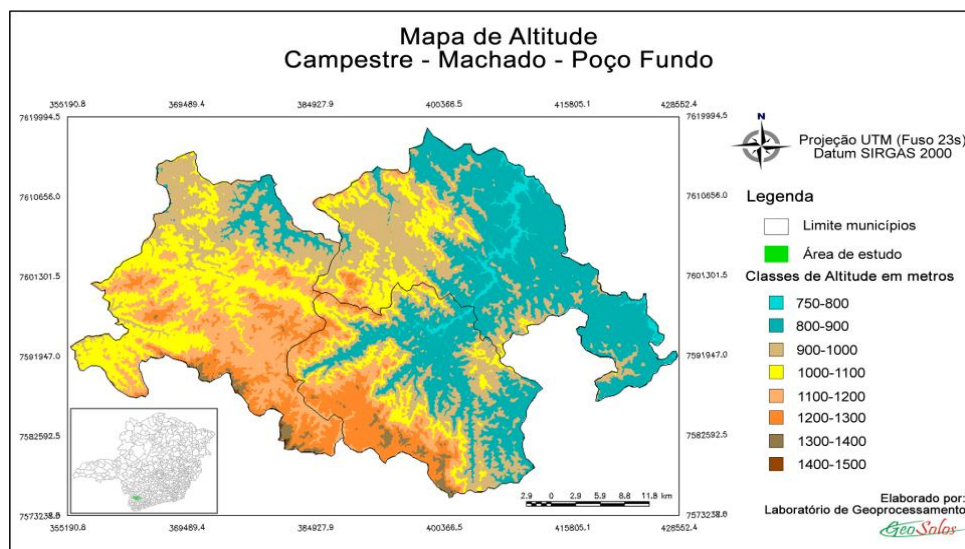 Mapa de Altitude
Campestre - Machado - Poço Fundo
355190.8 369489.4 384927.9 400366.5 415805.1 428552.4
7619994.5 7619994.5
N
Projeção UTM (Fuso 23s)
Datum SIRGAS 2000
7610656.0 7610656.0
Legenda
Limite municípios
Área de estudo
7601301.5 7601301.5
Classes de Altitude em metros
750-800
800-900
900-1000
7591947.0 7591947.0
1000-1100
1100-1200
1200-1300
7582592.5 7582592.5
1300-1400
1400-1500
2.9 0 2.9 5.9 8.8 11.8 km
Elaborado por:
Laboratório de Geoprocessamento
GeoSolos
355190.8 369489.4 384927.9 400366.5 415805.1 428552.4